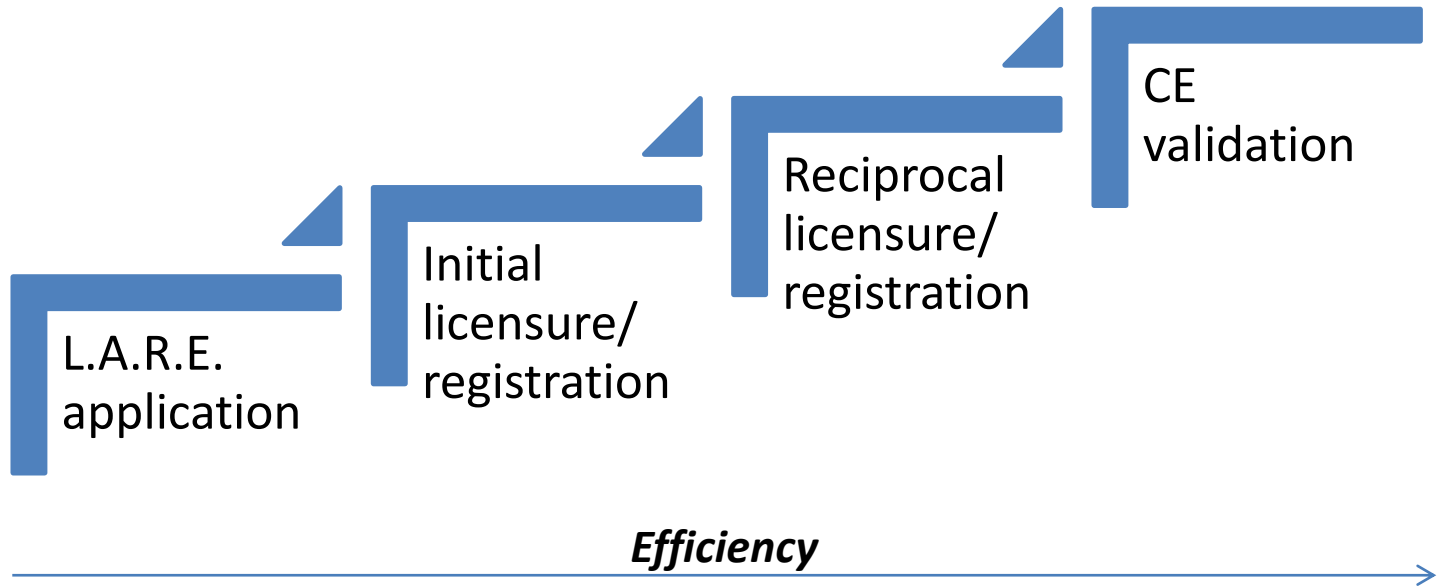 L.A.R.E.
application
Initial
licensure/
registration
Reciprocal
licensure/
registration
CE
validation
Efficiency